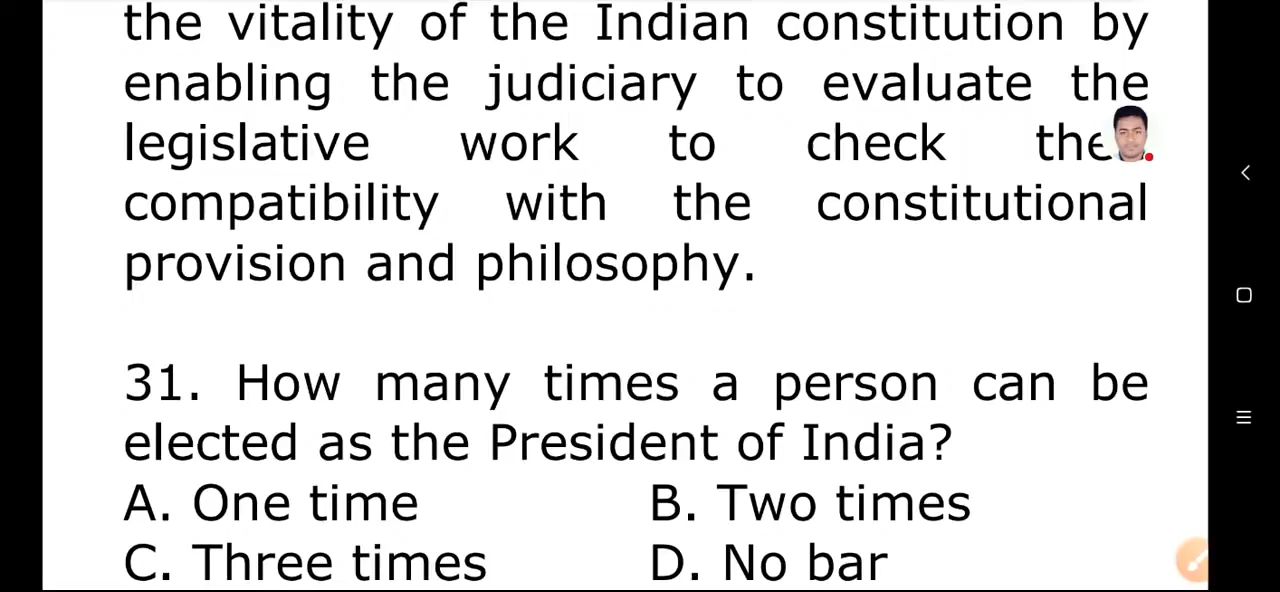 the vitality of the Indian constitution by
enabling the judiciary to evaluate the
legislative work to check the
compatibility with the constitutional
provision and philosophy.
31. How many times a person can be
elected as the President of India?
A. One time B. Two times
C. Three times D. No bar